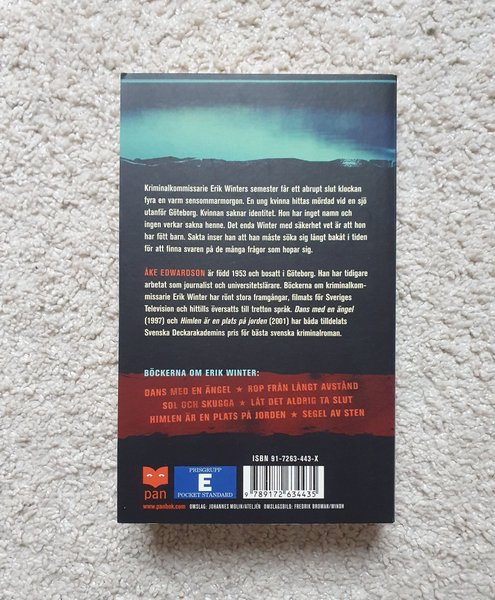 Kriminalkommissarie Erik Winters semester får ett abrupt slut klockan
fyra en varm sensommarmorgon. En ung kvinna hittas mördad vid en sjö
utanför Göteborg. Kvinnan saknar identitet. Hon har inget namn och
ingen verkar sakna henne. Det enda Winter med säkerhet vet är att hon
har fött barn. Sakta inser han att han måste söka sig långt bakåt i tiden
för att finna svaren på de många frågor som hopar sig.
ÅKE EDWARDSON är född 1953 och bosatt i Göteborg. Han har tidigare
arbetat som journalist och universitetslärare. Böckerna om kriminalkom-
missarie Erik Winter har rönt stora framgångar, filmats för Sveriges
Television och hittills översatts till tretton språk. Dans med en ängel
(1997) och Himlen är en plats på jorden (2001) har båda tilldelats
Svenska Deckarakademins pris för bästa svenska kriminalroman.
BÖCKERNA OM ERIK WINTER:
DANS MED EN ÄNGEL ★ ROP FRÅN LÅNGT AVSTÅND
SOL OCH SKUGGA ★ LÅT DET ALDRIG TA SLUT
HIMLEN ÄR EN PLATS PÅ JORDEN ★ SEGEL AV STEN
ISBN 91-7263-443-X
pan
PRISGRUPP
E
POCKET STANDARD
9 789172 634435
www.panbok.com OMSLAG: JOHANNES MOLIN/ATELJÉN OMSLAGSBILD: FREDRIK BROMAN/MIRA